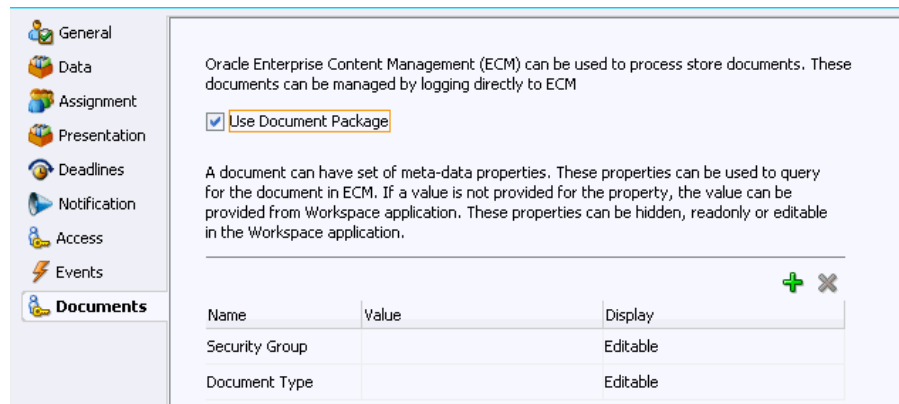 General
Data
Assignment
Presentation
Deadlines
Notification
Access
Events
Documents
Oracle Enterprise Content Management (ECM) can be used to process store documents. These
documents can be managed by logging directly to ECM
Use Document Package
A document can have set of meta-data properties. These properties can be used to query
for the document in ECM. If a value is not provided for the property, the value can be
provided from Workspace application. These properties can be hidden, readonly or editable
in the Workspace application.
Name Value Display
Security Group Editable
Document Type Editable